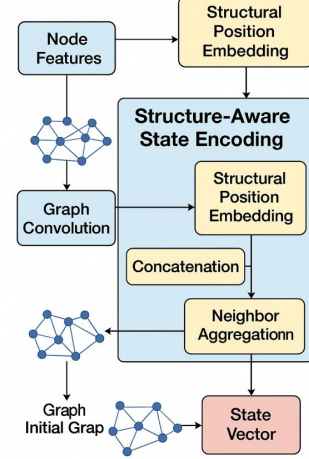 Structural
Position
Embedding
Node
Features
Structure-Aware
State Encoding
Structural
Position
Embedding
Graph
Convolution
Concatenation
Neighbor
Aggregationn
Graph
Initial Grap
State
Vector